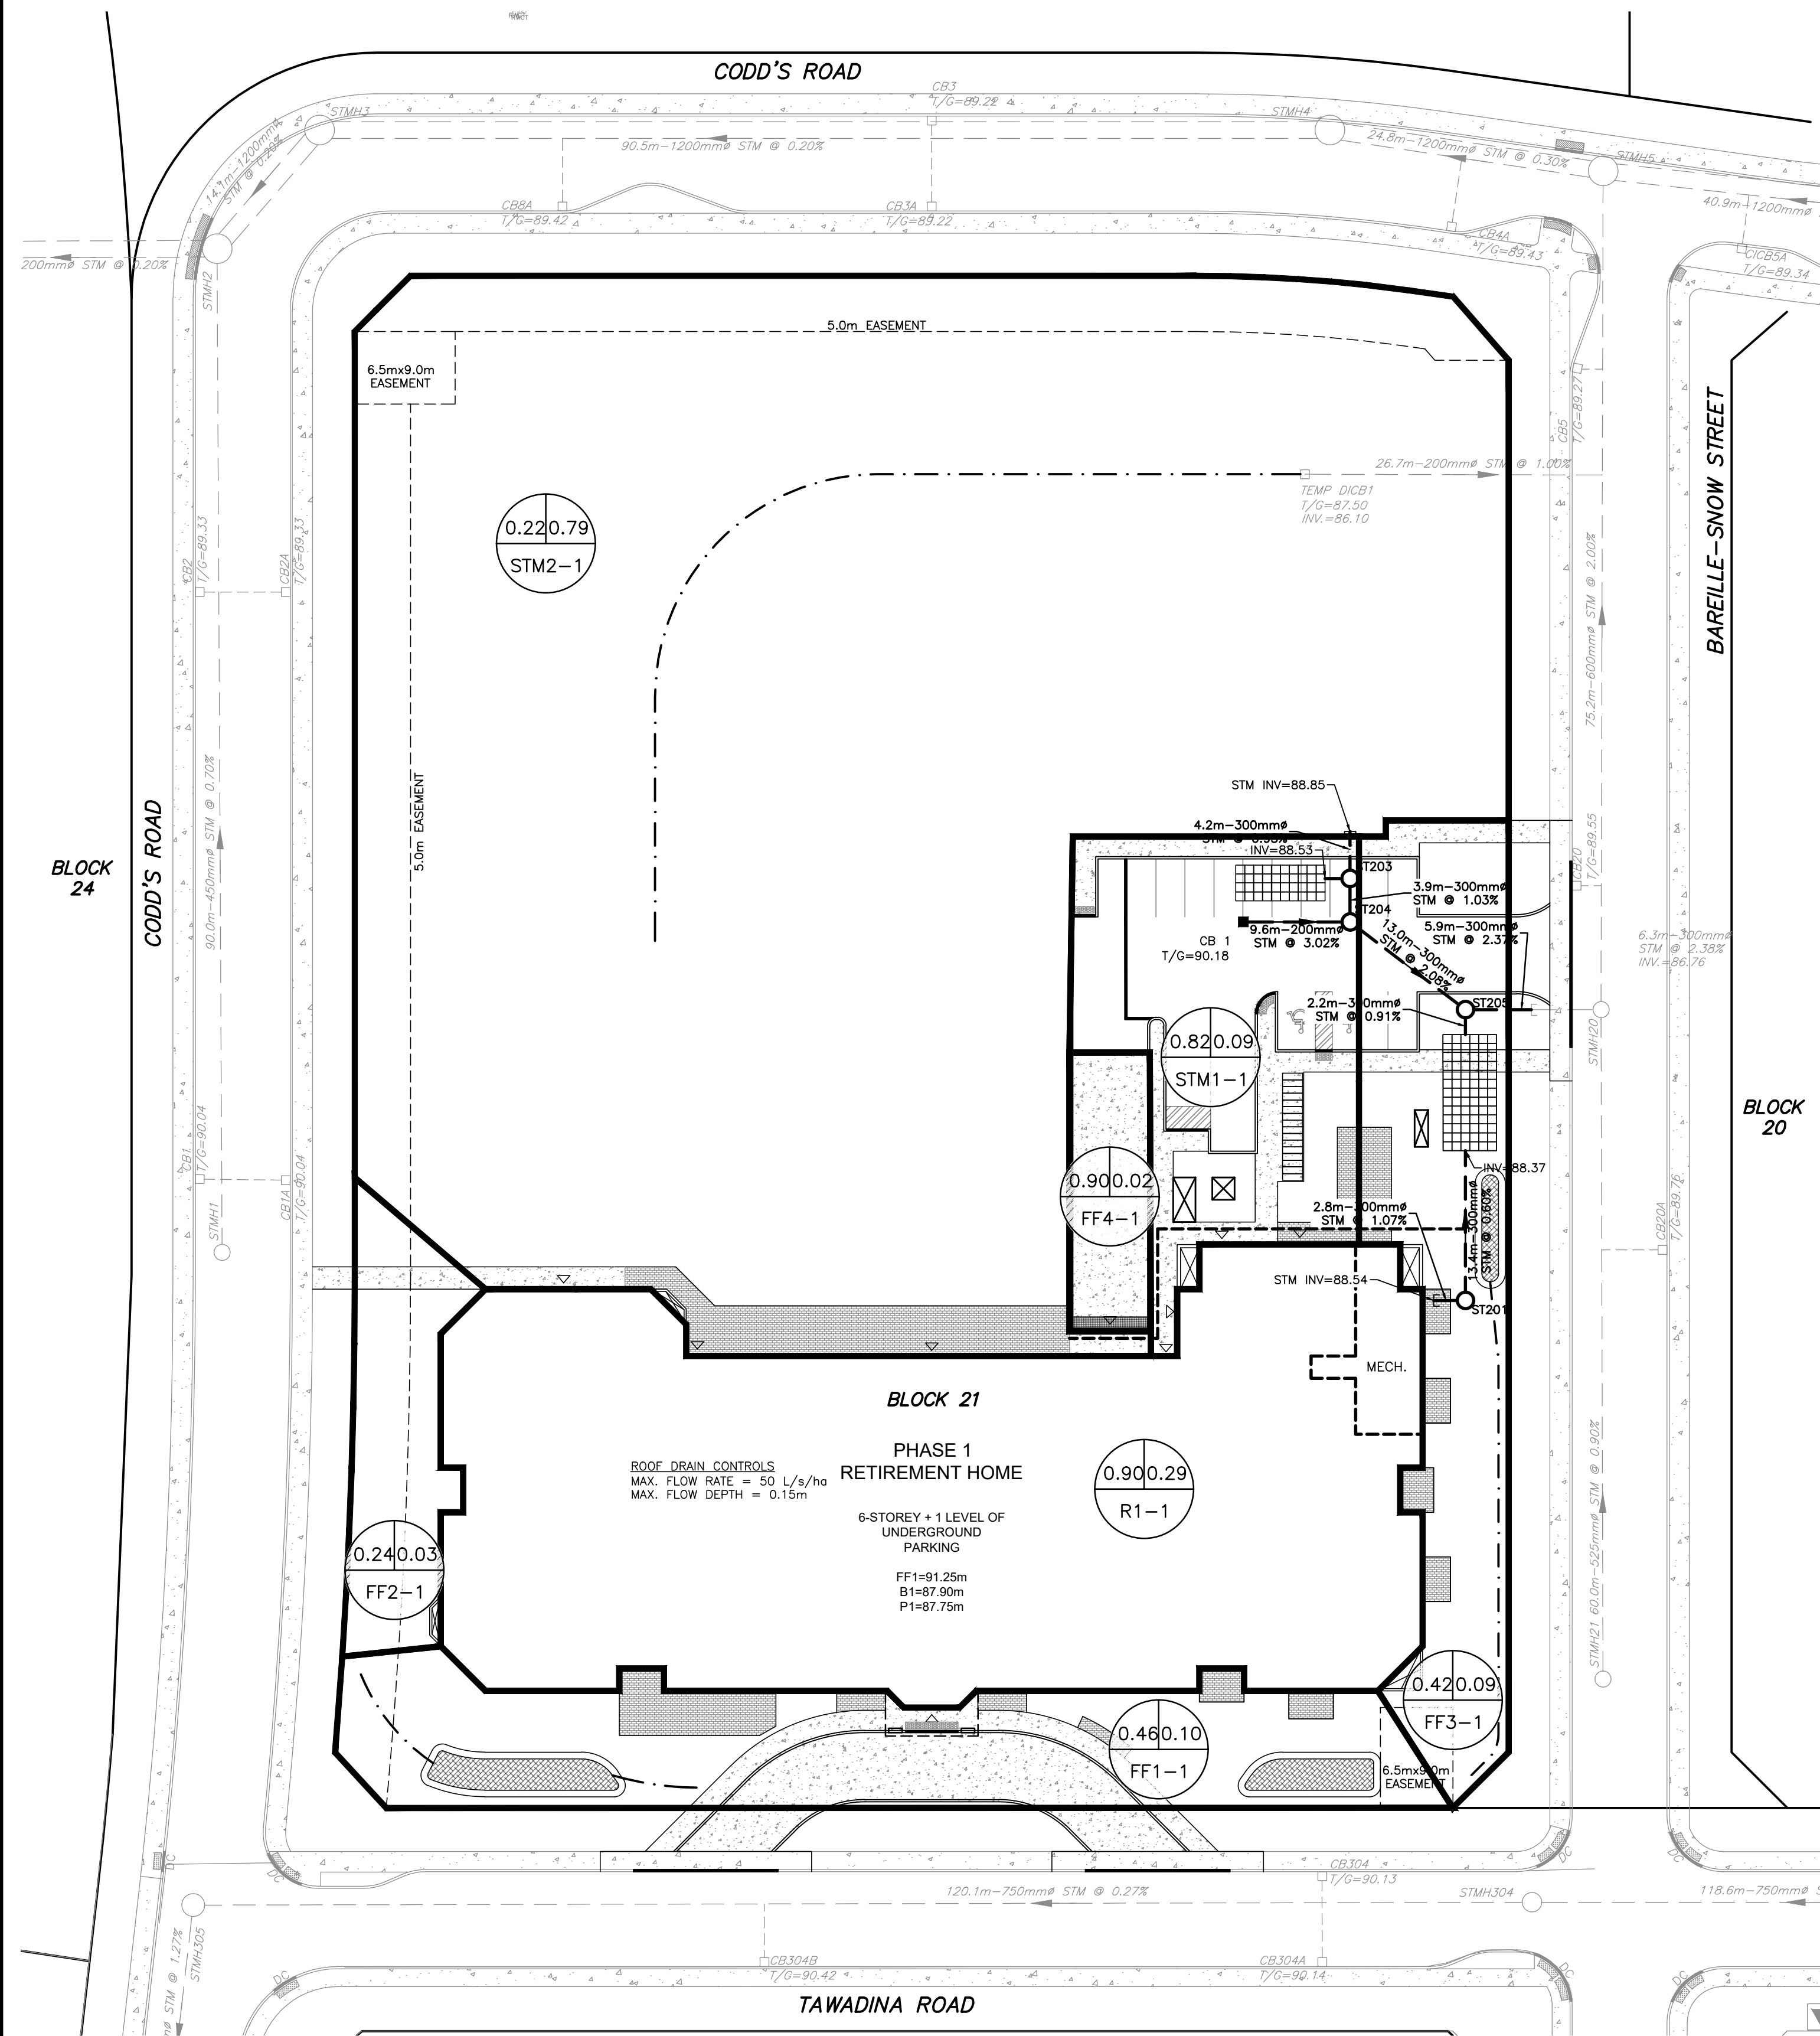 CODD'S ROAD
CB3
T/G=89.22
STMH3
STMH4
90.5m-1200mmø STM @ 0.20%
24.8m-1200mmø STM @ 0.30%
STMH5
14.1m-1200mmø
STM @ 0.20%
CB8A
T/G=89.42
CB3A
T/G=89.22
CB4A
T/G=89.43
40.9m-1200mmø
CICB5A
T/G=89.34
200mmø STM @ 0.20%
STMH2
5.0m EASEMENT
6.5mx9.0m
EASEMENT
CB5
T/G=89.27
BAREILLE-SNOW STREET
26.7m-200mmø STM @ 1.00%
TEMP DICB1
T/G=87.50
INV.=86.10
0.22 0.79
STM2-1
CB2
T/G=89.33
CB2A
T/G=89.33
75.2m-600mmø STM @ 2.00%
90.0m-450mmø STM @ 0.70%
5.0m EASEMENT
CODD'S ROAD
BLOCK
24
STM INV=88.85
4.2m-300mmø
STM @ 0.95%
INV=88.53
ST203
3.9m-300mmø
STM @ 1.03%
ST204
9.6m-200mmø
STM @ 3.02%
CB 1
T/G=90.18
13.0m-300mmø
STM @ 2.08%
5.9m-300mmø
STM @ 2.37%
CB20
T/G=89.55
6.3m-300mmø
STM @ 2.38%
INV.=86.76
2.2m-300mmø
STM @ 0.91%
ST205
STMH20
0.82 0.09
STM1-1
BLOCK
20
CB1
T/G=90.04
CB1A
T/G=90.04
STMH1
0.90 0.02
FF4-1
INV=88.37
2.8m-300mmø
STM @ 1.07%
13.4m-300mmø
STM @ 0.60%
CB20A
T/G=89.76
STM INV=88.54
ST201
MECH.
BLOCK 21
PHASE 1
RETIREMENT HOME
ROOF DRAIN CONTROLS
MAX. FLOW RATE = 50 L/s/ha
MAX. FLOW DEPTH = 0.15m
0.90 0.29
R1-1
6-STOREY + 1 LEVEL OF
UNDERGROUND
PARKING
FF1=91.25m
B1=87.90m
P1=87.75m
0.24 0.03
FF2-1
STMH21 60.0m-525mmø STM @ 0.90%
0.42 0.09
FF3-1
0.46 0.10
FF1-1
6.5mx9.0m
EASEMENT
DC
DC
DC
DC
CB304
T/G=90.13
120.1m-750mmø STM @ 0.27%
STMH304
118.6m-750mmø
STMH305
STM @ 1.27%
CB304B
T/G=90.42
CB304A
T/G=90.14
DC
DC
DC
TAWADINA ROAD